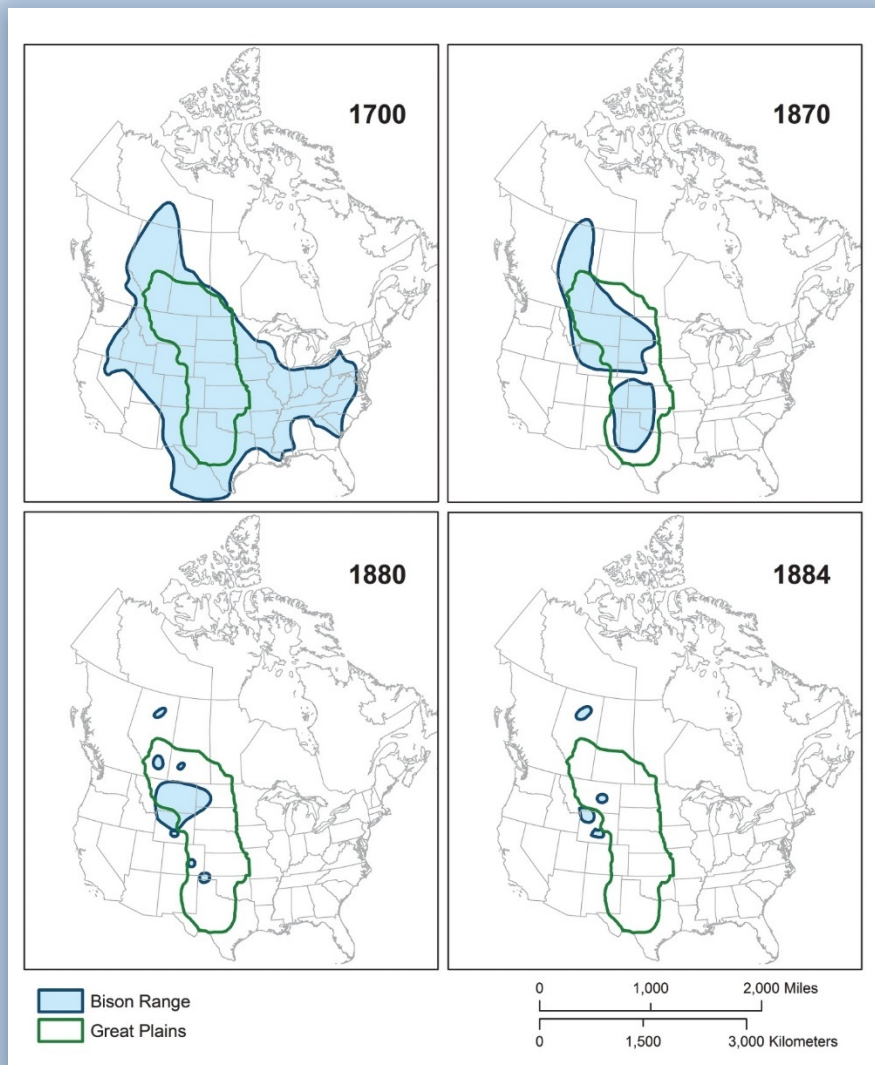 1700
1870
1880
1884
Bison Range
Great Plains
0 1,000 2,000 Miles
0 1,500 3,000 Kilometers